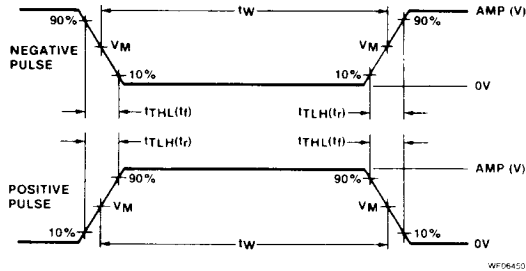 90% tW 90% AMP (V)
NEGATIVE PULSE VM VM
10% 10% 0V
tTHL(tf) tTLH(tr)
tTLH(tr) tTHL(tf)
AMP (V)
90% 90%
POSITIVE PULSE VM VM
10% 10% 0V
tW
WF06450